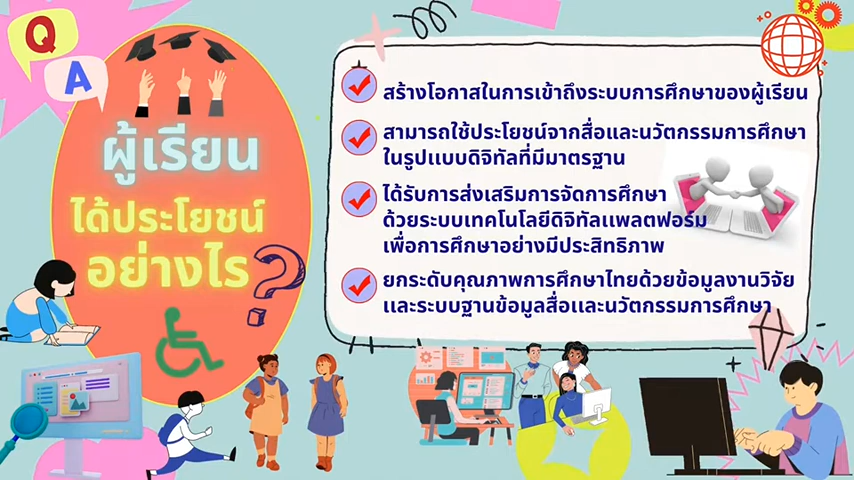 Q
A
ผู้เรียน
ได้ประโยชน์
อย่างไร
?
สร้างโอกาสในการเข้าถึงระบบการศึกษาของผู้เรียน
สามารถใช้ประโยชน์จากสื่อและนวัตกรรมการศึกษา
ในรูปแบบดิจิทัลที่มีมาตรฐาน
ได้รับการส่งเสริมการจัดการศึกษา
ด้วยระบบเทคโนโลยีดิจิทัลแพลตฟอร์ม
เพื่อการศึกษาอย่างมีประสิทธิภาพ
ยกระดับคุณภาพการศึกษาไทยด้วยข้อมูลงานวิจัย
และระบบฐานข้อมูลสื่อและนวัตกรรมการศึกษา